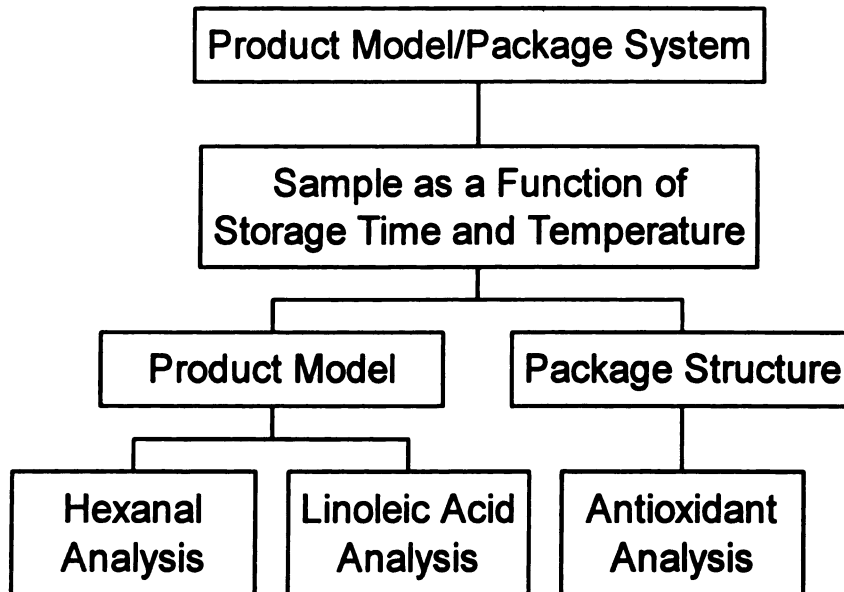 Product Model/Package System
Sample as a Function of
Storage Time and Temperature
Product Model
Package Structure
Hexanal
Analysis
Linoleic Acid
Analysis
Antioxidant
Analysis